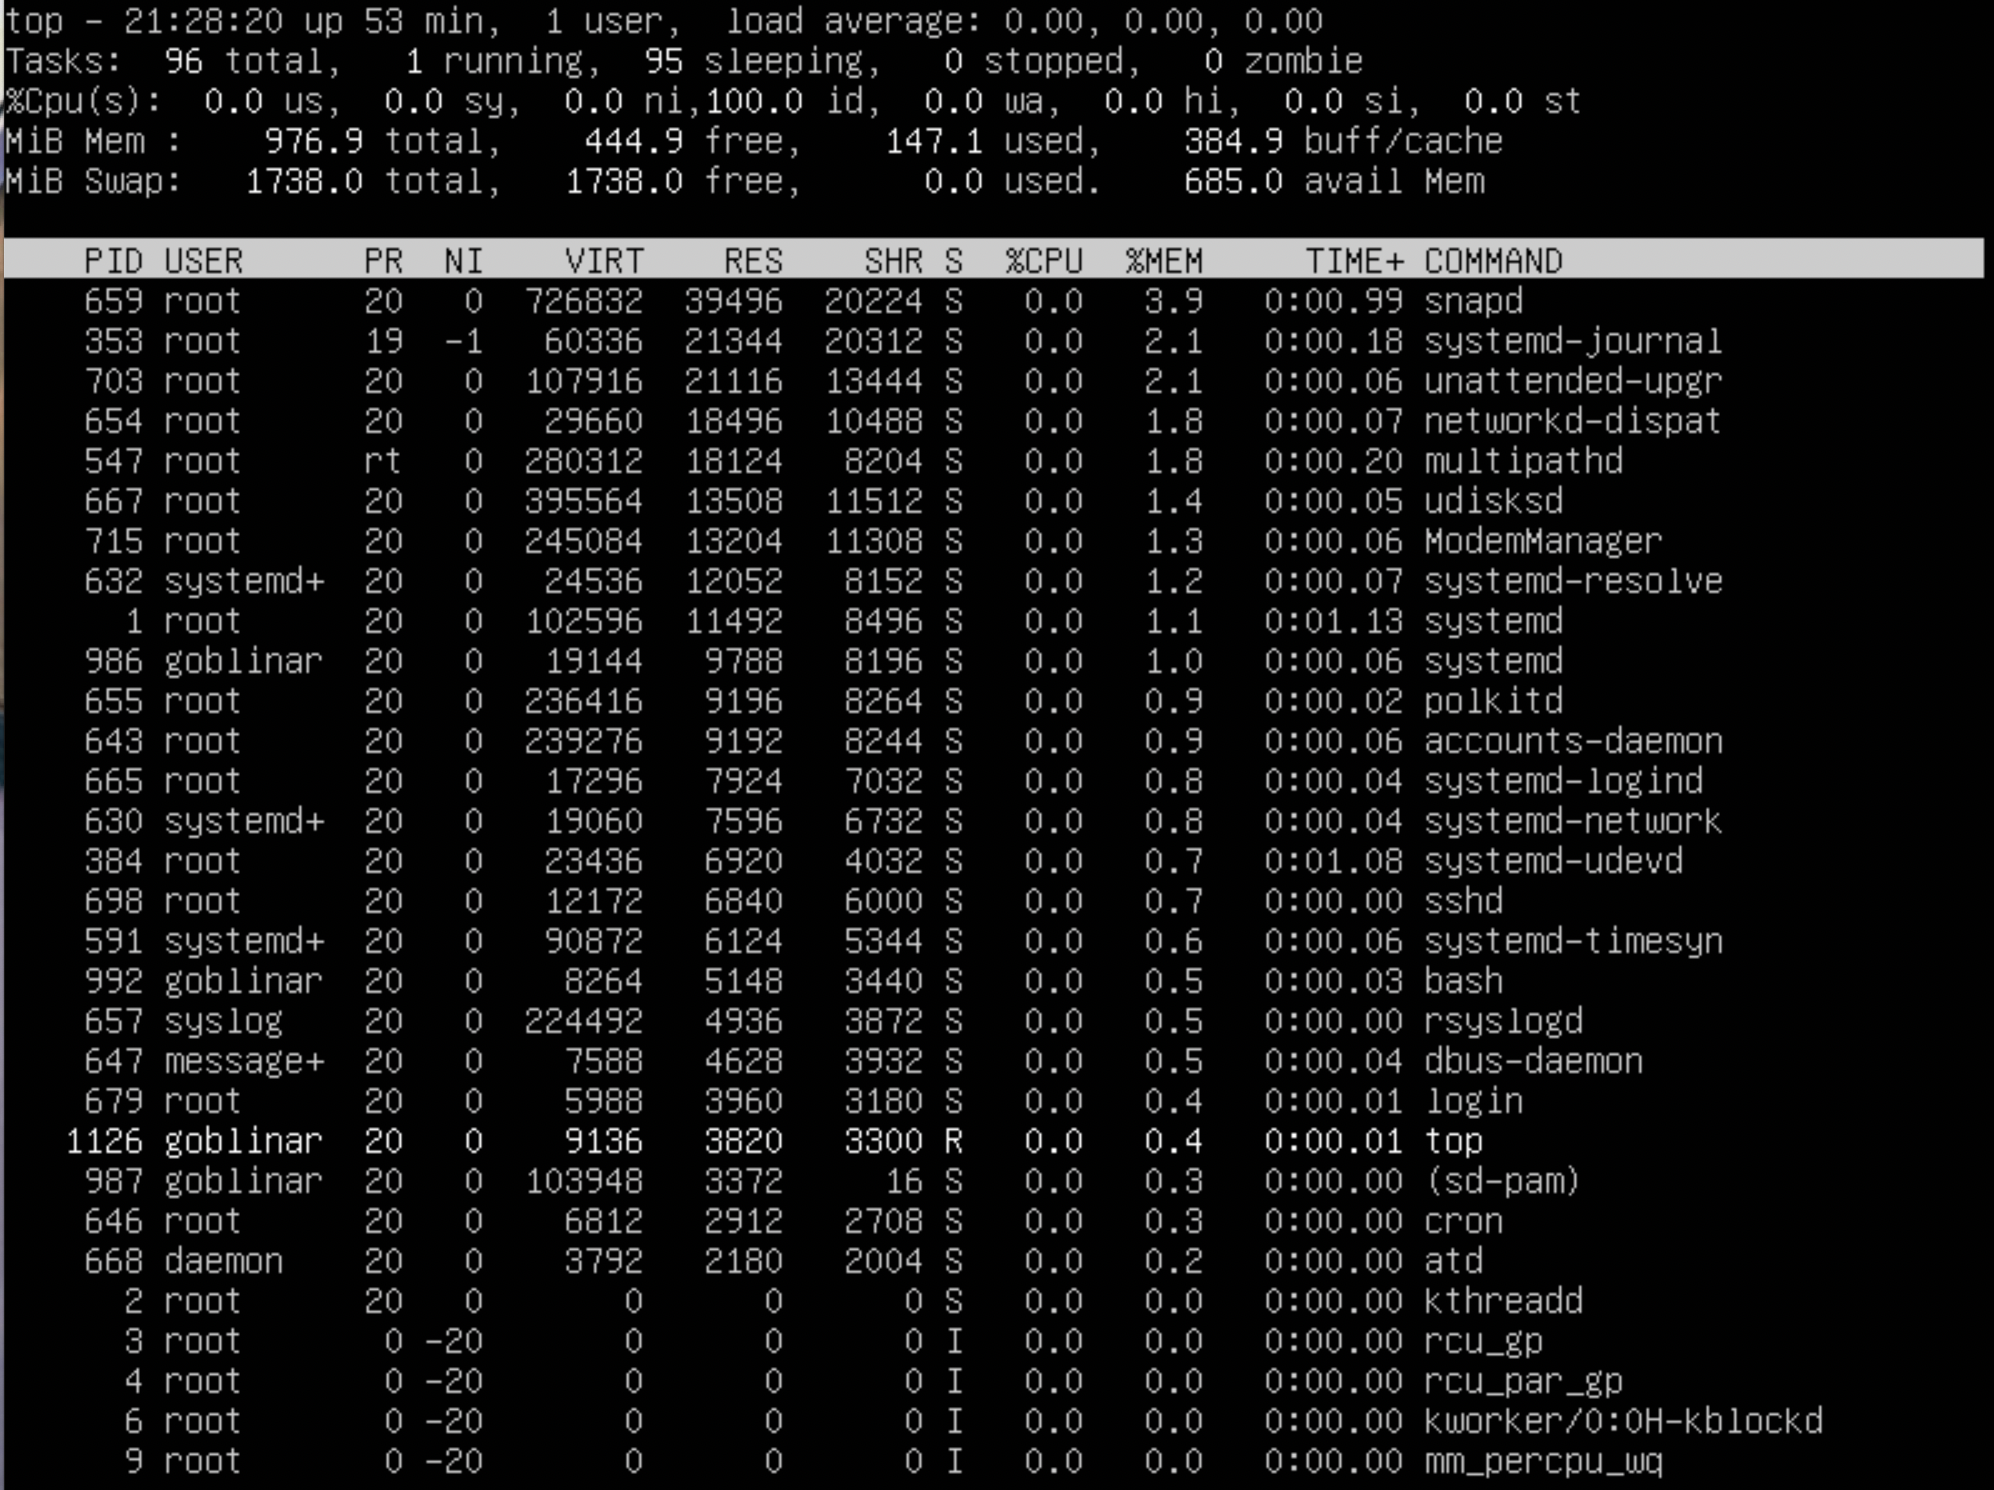 top - 21:28:20 up 53 min,  1 user,  load average: 0.00, 0.00, 0.00
Tasks:  96 total,   1 running,  95 sleeping,   0 stopped,   0 zombie
%Cpu(s):  0.0 us,  0.0 sy,  0.0 ni,100.0 id,  0.0 wa,  0.0 hi,  0.0 si,  0.0 st
MiB Mem :    976.9 total,    444.9 free,    147.1 used,    384.9 buff/cache
MiB Swap:   1738.0 total,   1738.0 free,      0.0 used.    685.0 avail Mem
PID USER      PR  NI    VIRT    RES    SHR S  %CPU  %MEM     TIME+ COMMAND
659 root      20   0  726832  39496  20224 S   0.0   3.9   0:00.99 snapd
353 root      19  -1   60336  21344  20312 S   0.0   2.1   0:00.18 systemd-journal
703 root      20   0  107916  21116  13444 S   0.0   2.1   0:00.06 unattended-upgr
654 root      20   0   29660  18496  10488 S   0.0   1.8   0:00.07 networkd-dispat
547 root      rt   0  280312  18124   8204 S   0.0   1.8   0:00.20 multipathd
667 root      20   0  395564  13508  11512 S   0.0   1.4   0:00.05 udisksd
715 root      20   0  245084  13204  11308 S   0.0   1.3   0:00.06 ModemManager
632 systemd+  20   0   24536  12052   8152 S   0.0   1.2   0:00.07 systemd-resolve
1 root      20   0  102596  11492   8496 S   0.0   1.1   0:01.13 systemd
986 goblinar  20   0   19144   9788   8196 S   0.0   1.0   0:00.06 systemd
655 root      20   0  236416   9196   8264 S   0.0   0.9   0:00.02 polkitd
643 root      20   0  239276   9192   8244 S   0.0   0.9   0:00.06 accounts-daemon
665 root      20   0   17296   7924   7032 S   0.0   0.8   0:00.04 systemd-logind
630 systemd+  20   0   19060   7596   6732 S   0.0   0.8   0:00.04 systemd-network
384 root      20   0   23436   6920   4032 S   0.0   0.7   0:01.08 systemd-udevd
698 root      20   0   12172   6840   6000 S   0.0   0.7   0:00.00 sshd
591 systemd+  20   0   90872   6124   5344 S   0.0   0.6   0:00.06 systemd-timesyn
992 goblinar  20   0    8264   5148   3440 S   0.0   0.5   0:00.03 bash
657 syslog    20   0  224492   4936   3872 S   0.0   0.5   0:00.00 rsyslogd
647 message+  20   0    7588   4628   3932 S   0.0   0.5   0:00.04 dbus-daemon
679 root      20   0    5988   3960   3180 S   0.0   0.4   0:00.01 login
1126 goblinar  20   0    9136   3820   3300 R   0.0   0.4   0:00.01 top
987 goblinar  20   0  103948   3372     16 S   0.0   0.3   0:00.00 (sd-pam)
646 root      20   0    6812   2912   2708 S   0.0   0.3   0:00.00 cron
668 daemon    20   0    3792   2180   2004 S   0.0   0.2   0:00.00 atd
2 root      20   0       0      0      0 S   0.0   0.0   0:00.00 kthreadd
3 root       0 -20       0      0      0 I   0.0   0.0   0:00.00 rcu_gp
4 root       0 -20       0      0      0 I   0.0   0.0   0:00.00 rcu_par_gp
6 root       0 -20       0      0      0 I   0.0   0.0   0:00.00 kworker/0:0H-kblockd
9 root       0 -20       0      0      0 I   0.0   0.0   0:00.00 mm_percpu_wq